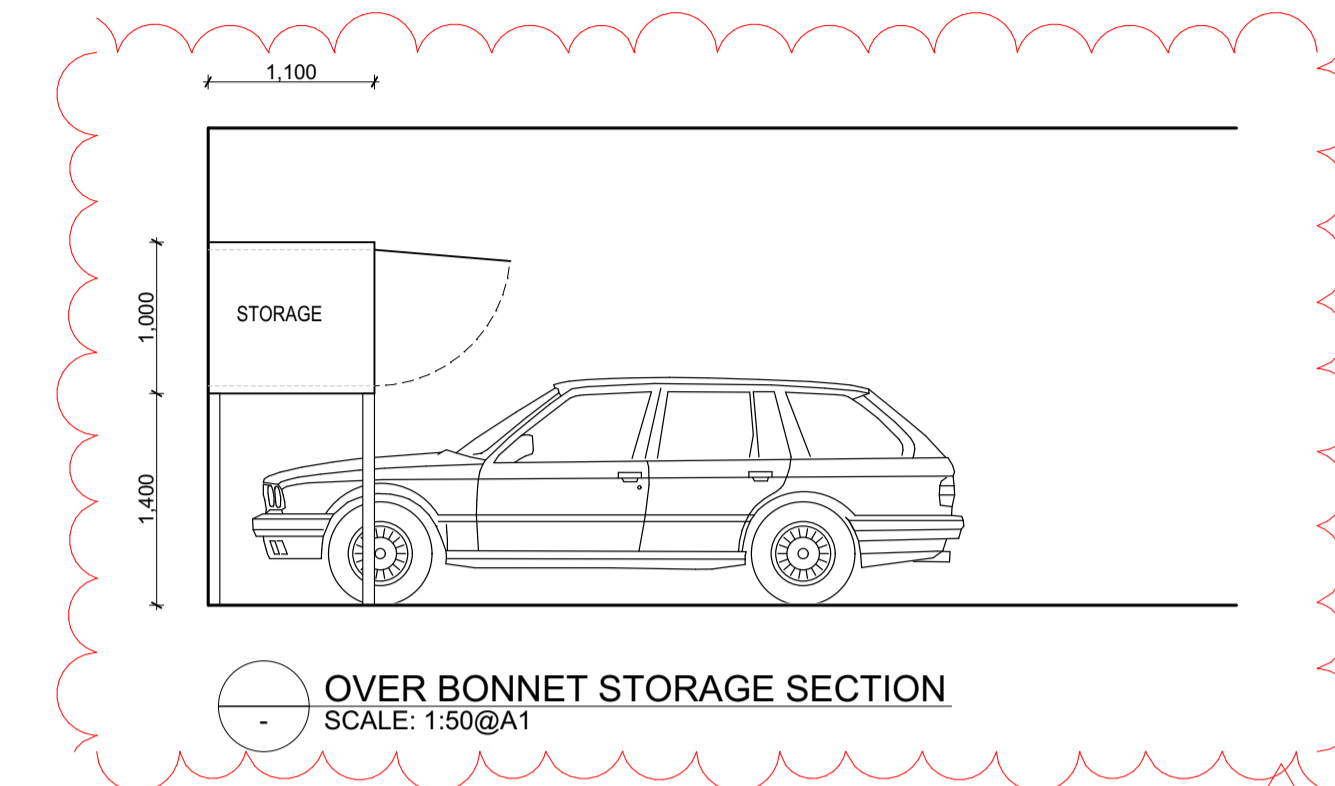 1,100
STORAGE
1,000
1,400
OVER BONNET STORAGE SECTION
- SCALE: 1:50@A1